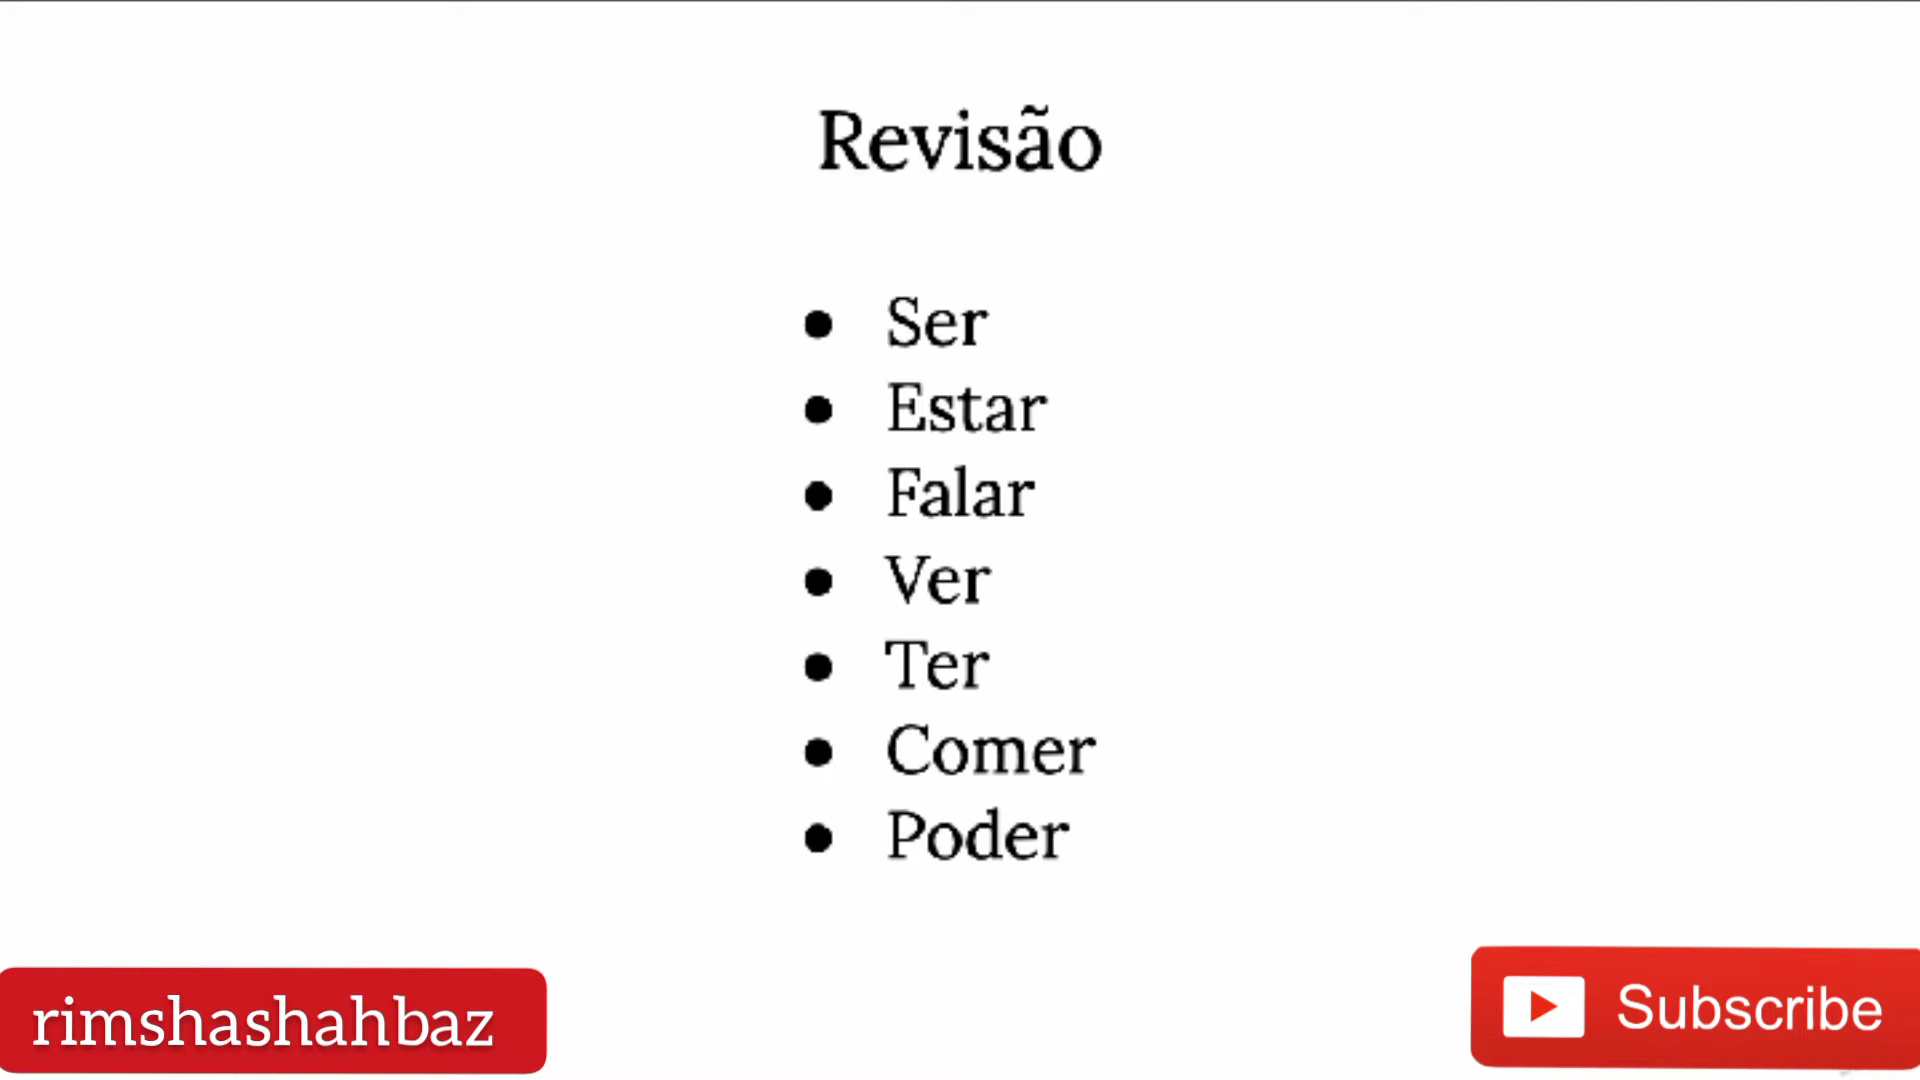 Revisão
● Ser
● Estar
● Falar
● Ver
● Ter
● Comer
● Poder
rimshashahbaz
Subscribe